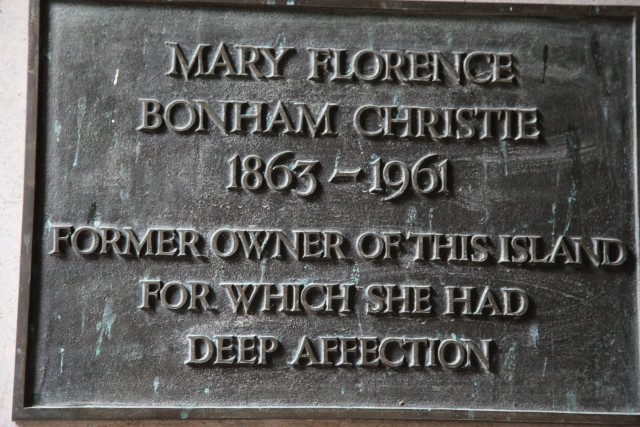 MARY FLORENCE
BONHAM CHRISTIE
1863 – 1961
FORMER OWNER OF THIS ISLAND
FOR WHICH SHE HAD
DEEP AFFECTION